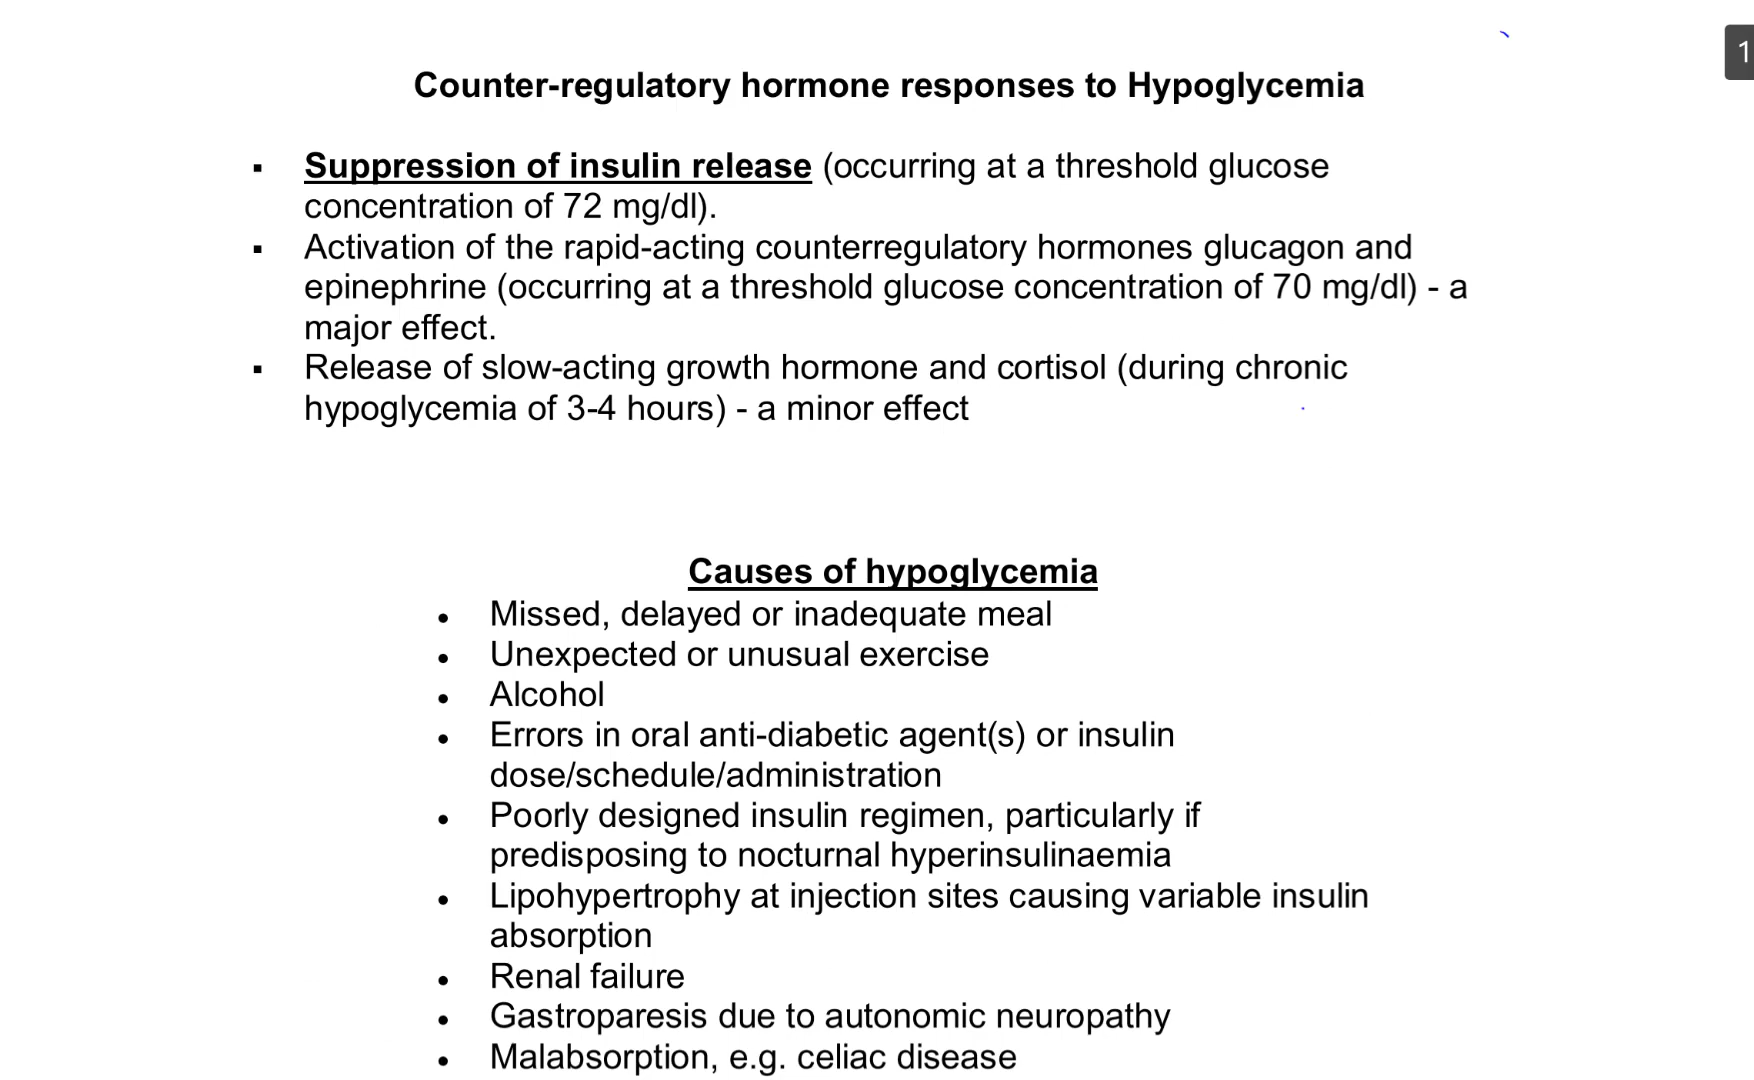 1
Counter-regulatory hormone responses to Hypoglycemia
▪ Suppression of insulin release (occurring at a threshold glucose
concentration of 72 mg/dl).
▪ Activation of the rapid-acting counterregulatory hormones glucagon and
epinephrine (occurring at a threshold glucose concentration of 70 mg/dl) - a
major effect.
▪ Release of slow-acting growth hormone and cortisol (during chronic
hypoglycemia of 3-4 hours) - a minor effect
Causes of hypoglycemia
• Missed, delayed or inadequate meal
• Unexpected or unusual exercise
• Alcohol
• Errors in oral anti-diabetic agent(s) or insulin
dose/schedule/administration
• Poorly designed insulin regimen, particularly if
predisposing to nocturnal hyperinsulinaemia
• Lipohypertrophy at injection sites causing variable insulin
absorption
• Renal failure
• Gastroparesis due to autonomic neuropathy
• Malabsorption, e.g. celiac disease